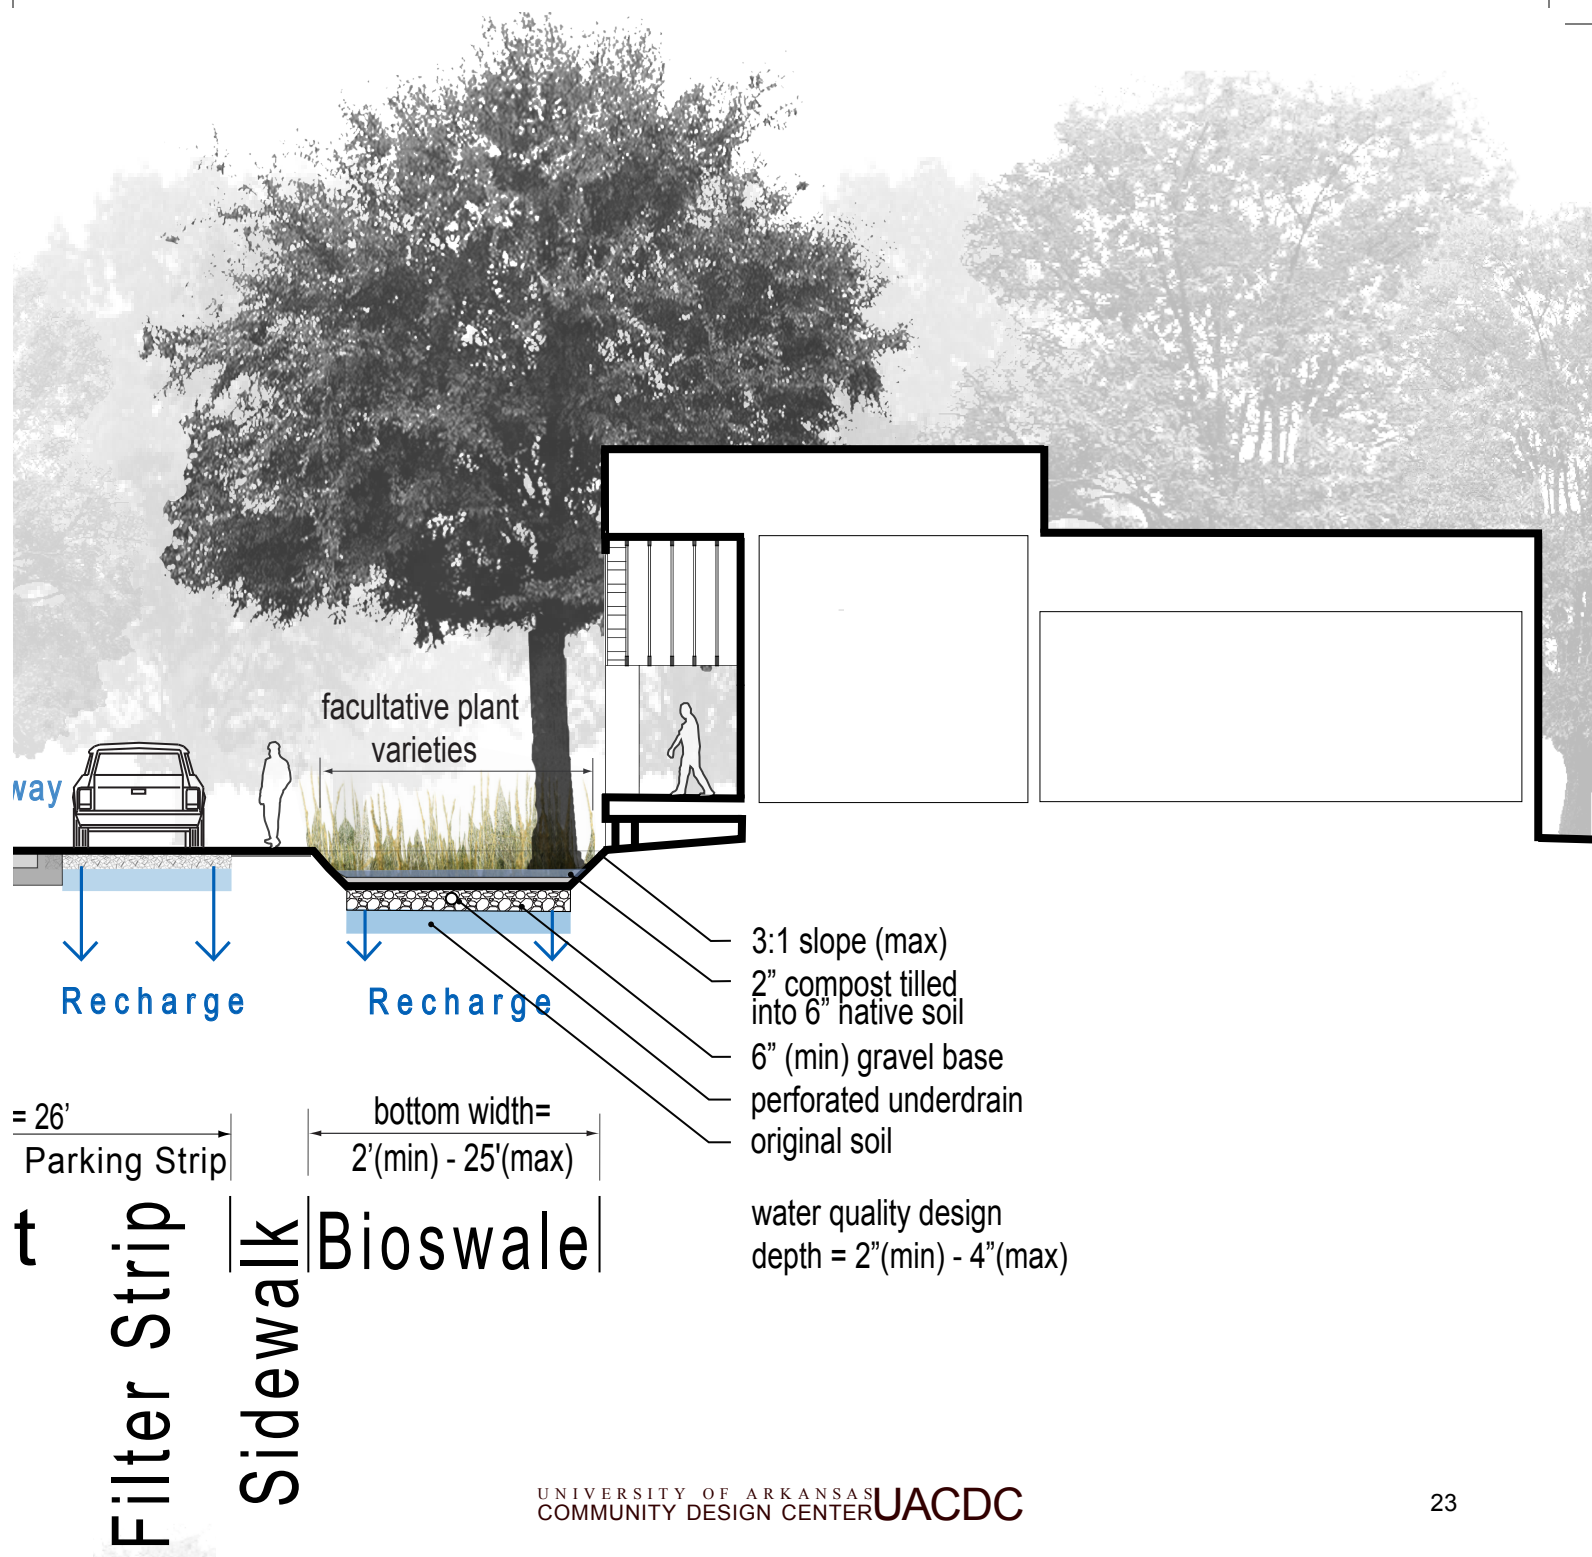 facultative plant
varieties
way
Recharge
Recharge
3:1 slope (max)
2” compost tilled
into 6” native soil
6” (min) gravel base
perforated underdrain
original soil
= 26’
Parking Strip
bottom width=
2’(min) - 25'(max)
t
Filter Strip
Sidewalk
Bioswale
water quality design
depth = 2”(min) - 4”(max)
UNIVERSITY OF ARKANSAS
COMMUNITY DESIGN CENTER UACDC
23